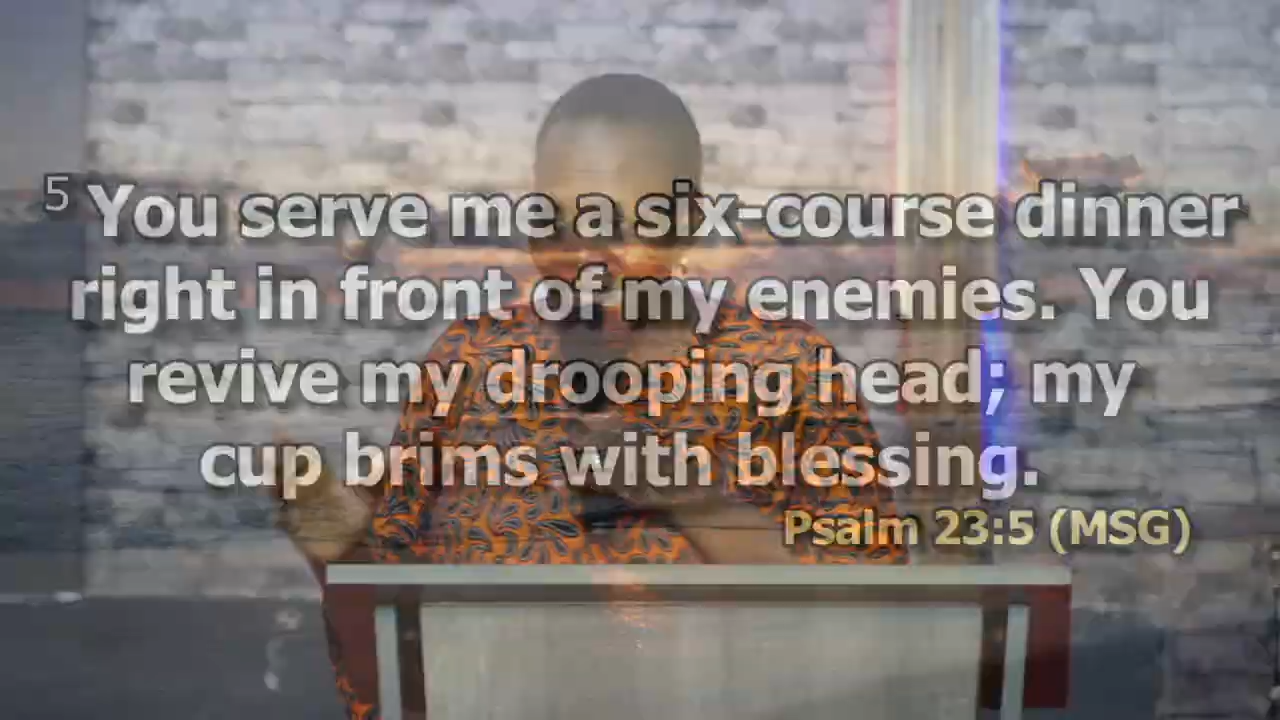 5 You serve me a six-course dinner
right in front of my enemies. You
revive my drooping head; my
cup brims with blessing.
Psalm 23:5 (MSG)